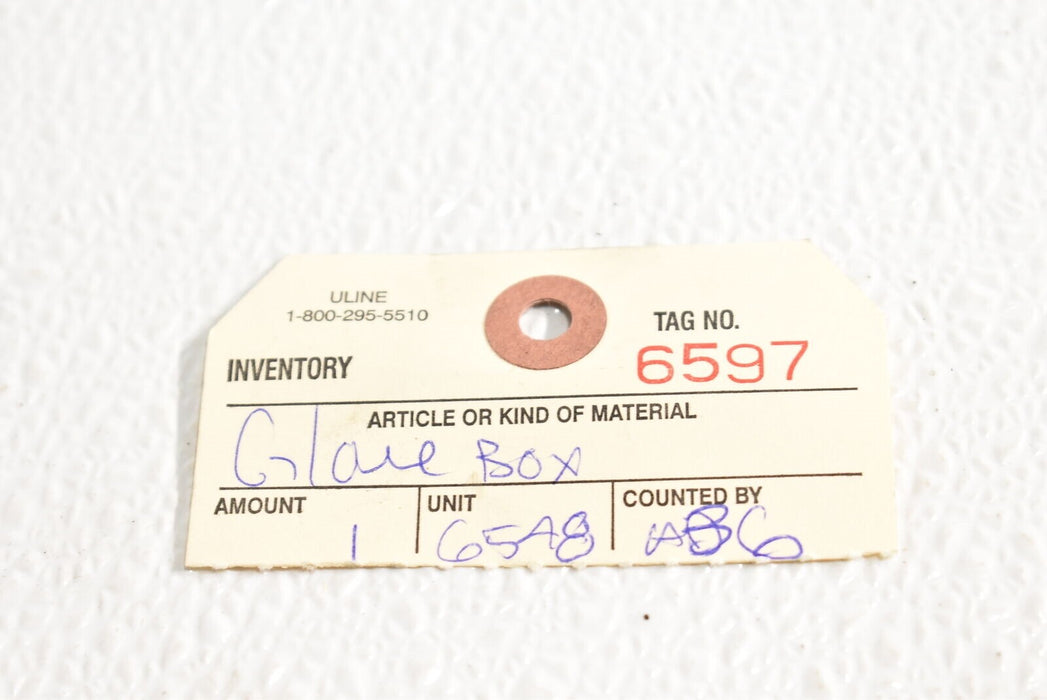 ULINE
1-800-295-5510
TAG NO.
INVENTORY
6597
ARTICLE OR KIND OF MATERIAL
Glove Box
AMOUNT
UNIT
COUNTED BY
1
6548